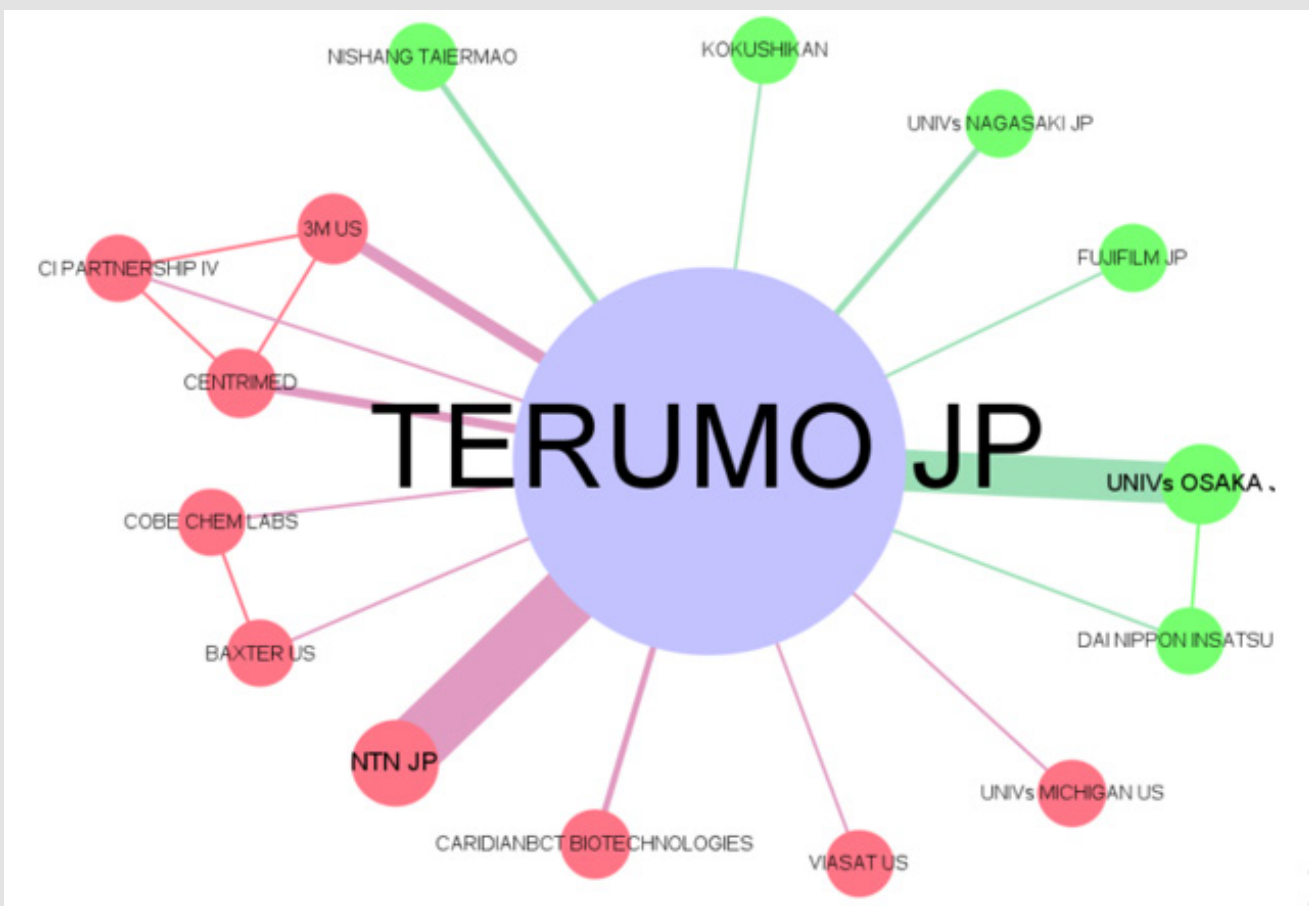 NISHANG TAIERMAO
KOKUSHIKAN
UNIVs NAGASAKI JP
3M US
CI PARTNERSHIP IV
FUJIFILM JP
CENTRIMED
TERUMO JP
UNIVs OSAKA
COBE CHEM LABS
BAXTER US
DAI NIPPON INSATSU
NTN JP
UNIVs MICHIGAN US
CARIDIANBCT BIOTECHNOLOGIES
VIASAT US